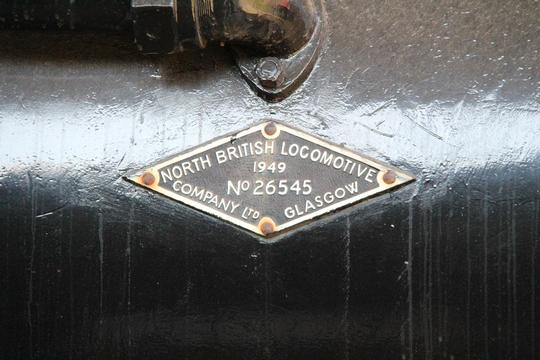 NORTH BRITISH LOCOMOTIVE
1949
No 26545
COMPANY LTD GLASGOW